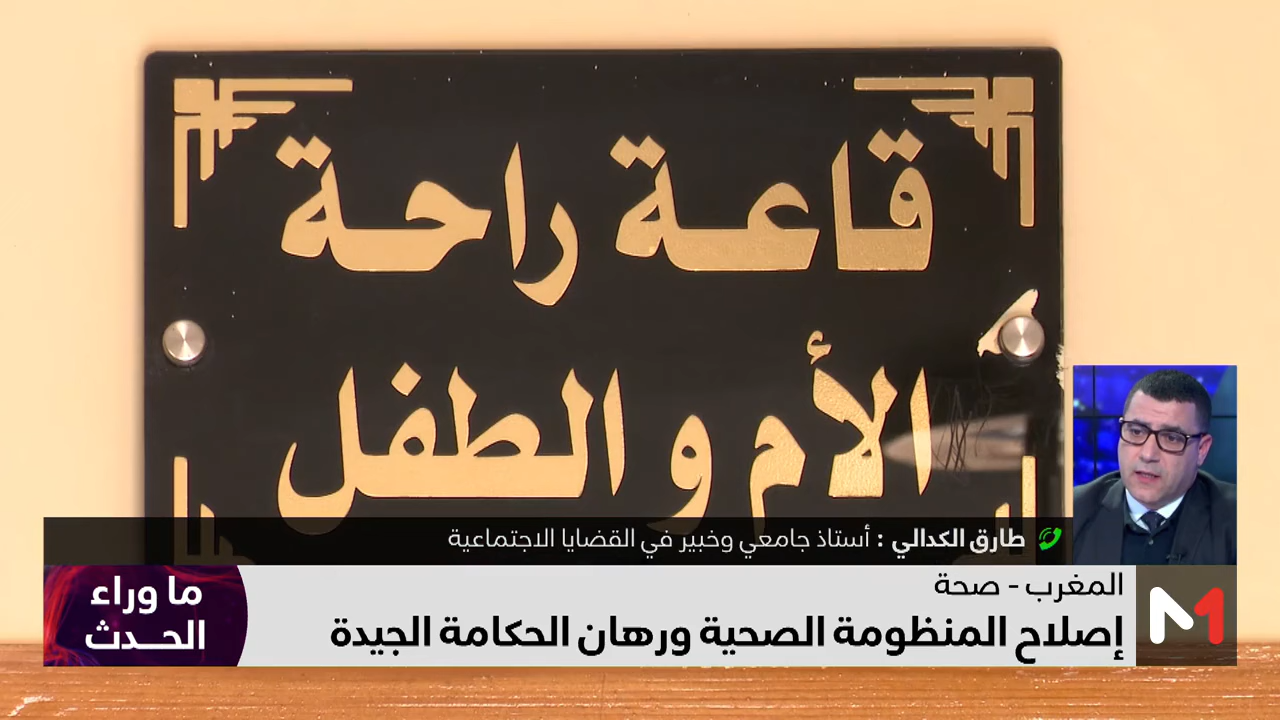 قاعة راحة
الأم و الطفل
طارق الكدالي : أستاذ جامعي وخبير في القضايا الاجتماعية
المغرب - صحة
إصلاح المنظومة الصحية ورهان الحكامة الجيدة
ما وراء
الحدث
M1